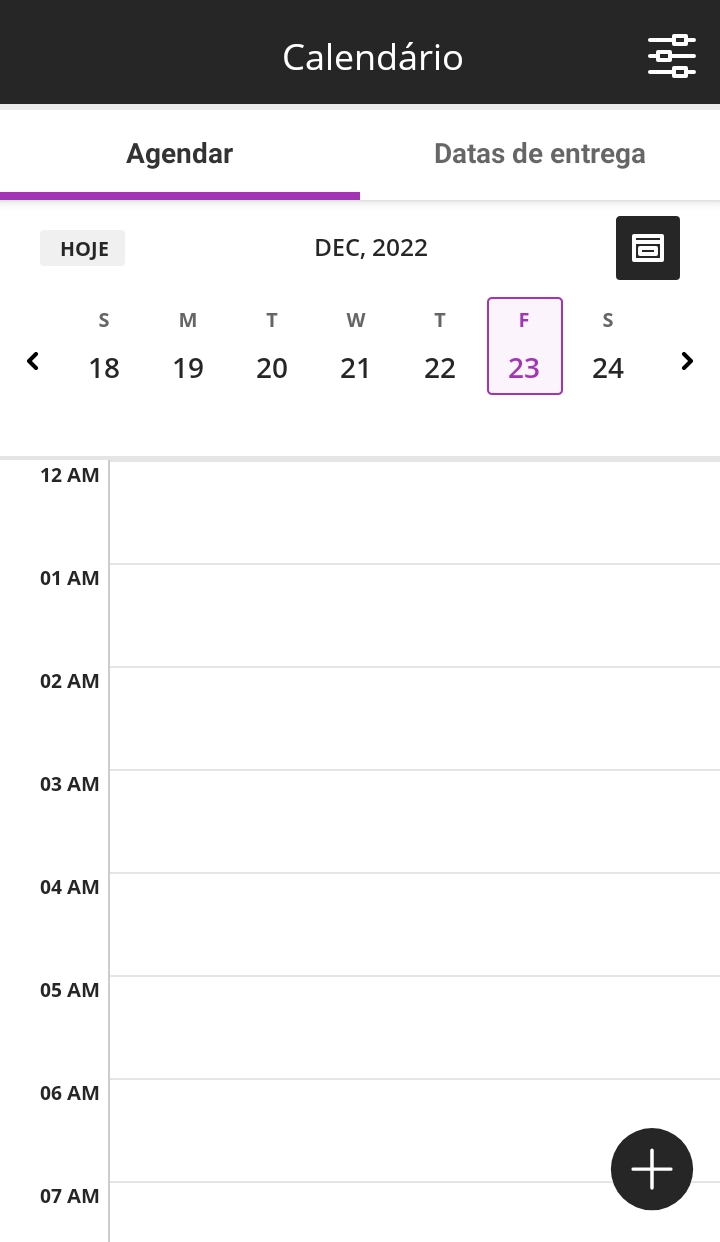 Calendário
Agendar Datas de entrega
HOJE DEC, 2022
S M T W T F S
18 19 20 21 22 23 24
12 AM
01 AM
02 AM
03 AM
04 AM
05 AM
06 AM
07 AM